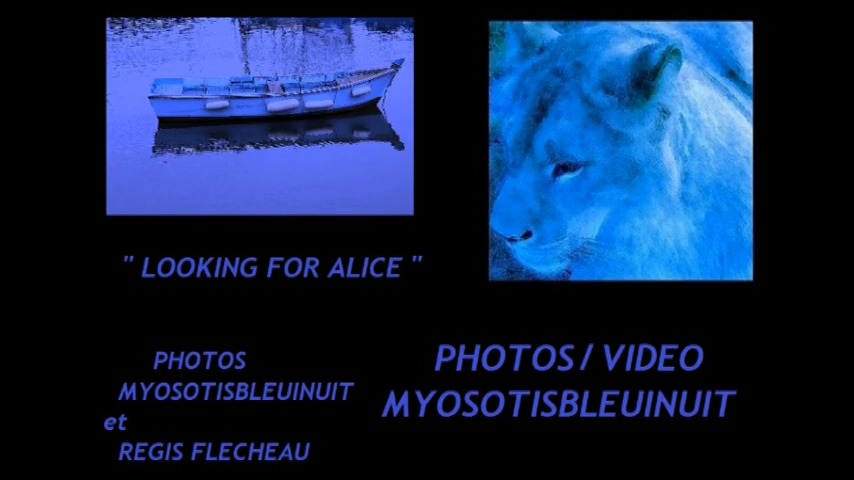 " LOOKING FOR ALICE "
PHOTOS
MYOSOTISBLEUINUIT
et
REGIS FLECHEAU
PHOTOS / VIDEO
MYOSOTISBLEUINUIT